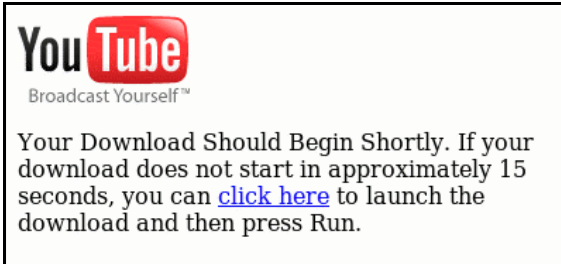 YouTube
Broadcast Yourself™
Your Download Should Begin Shortly. If your
download does not start in approximately 15
seconds, you can click here to launch the
download and then press Run.